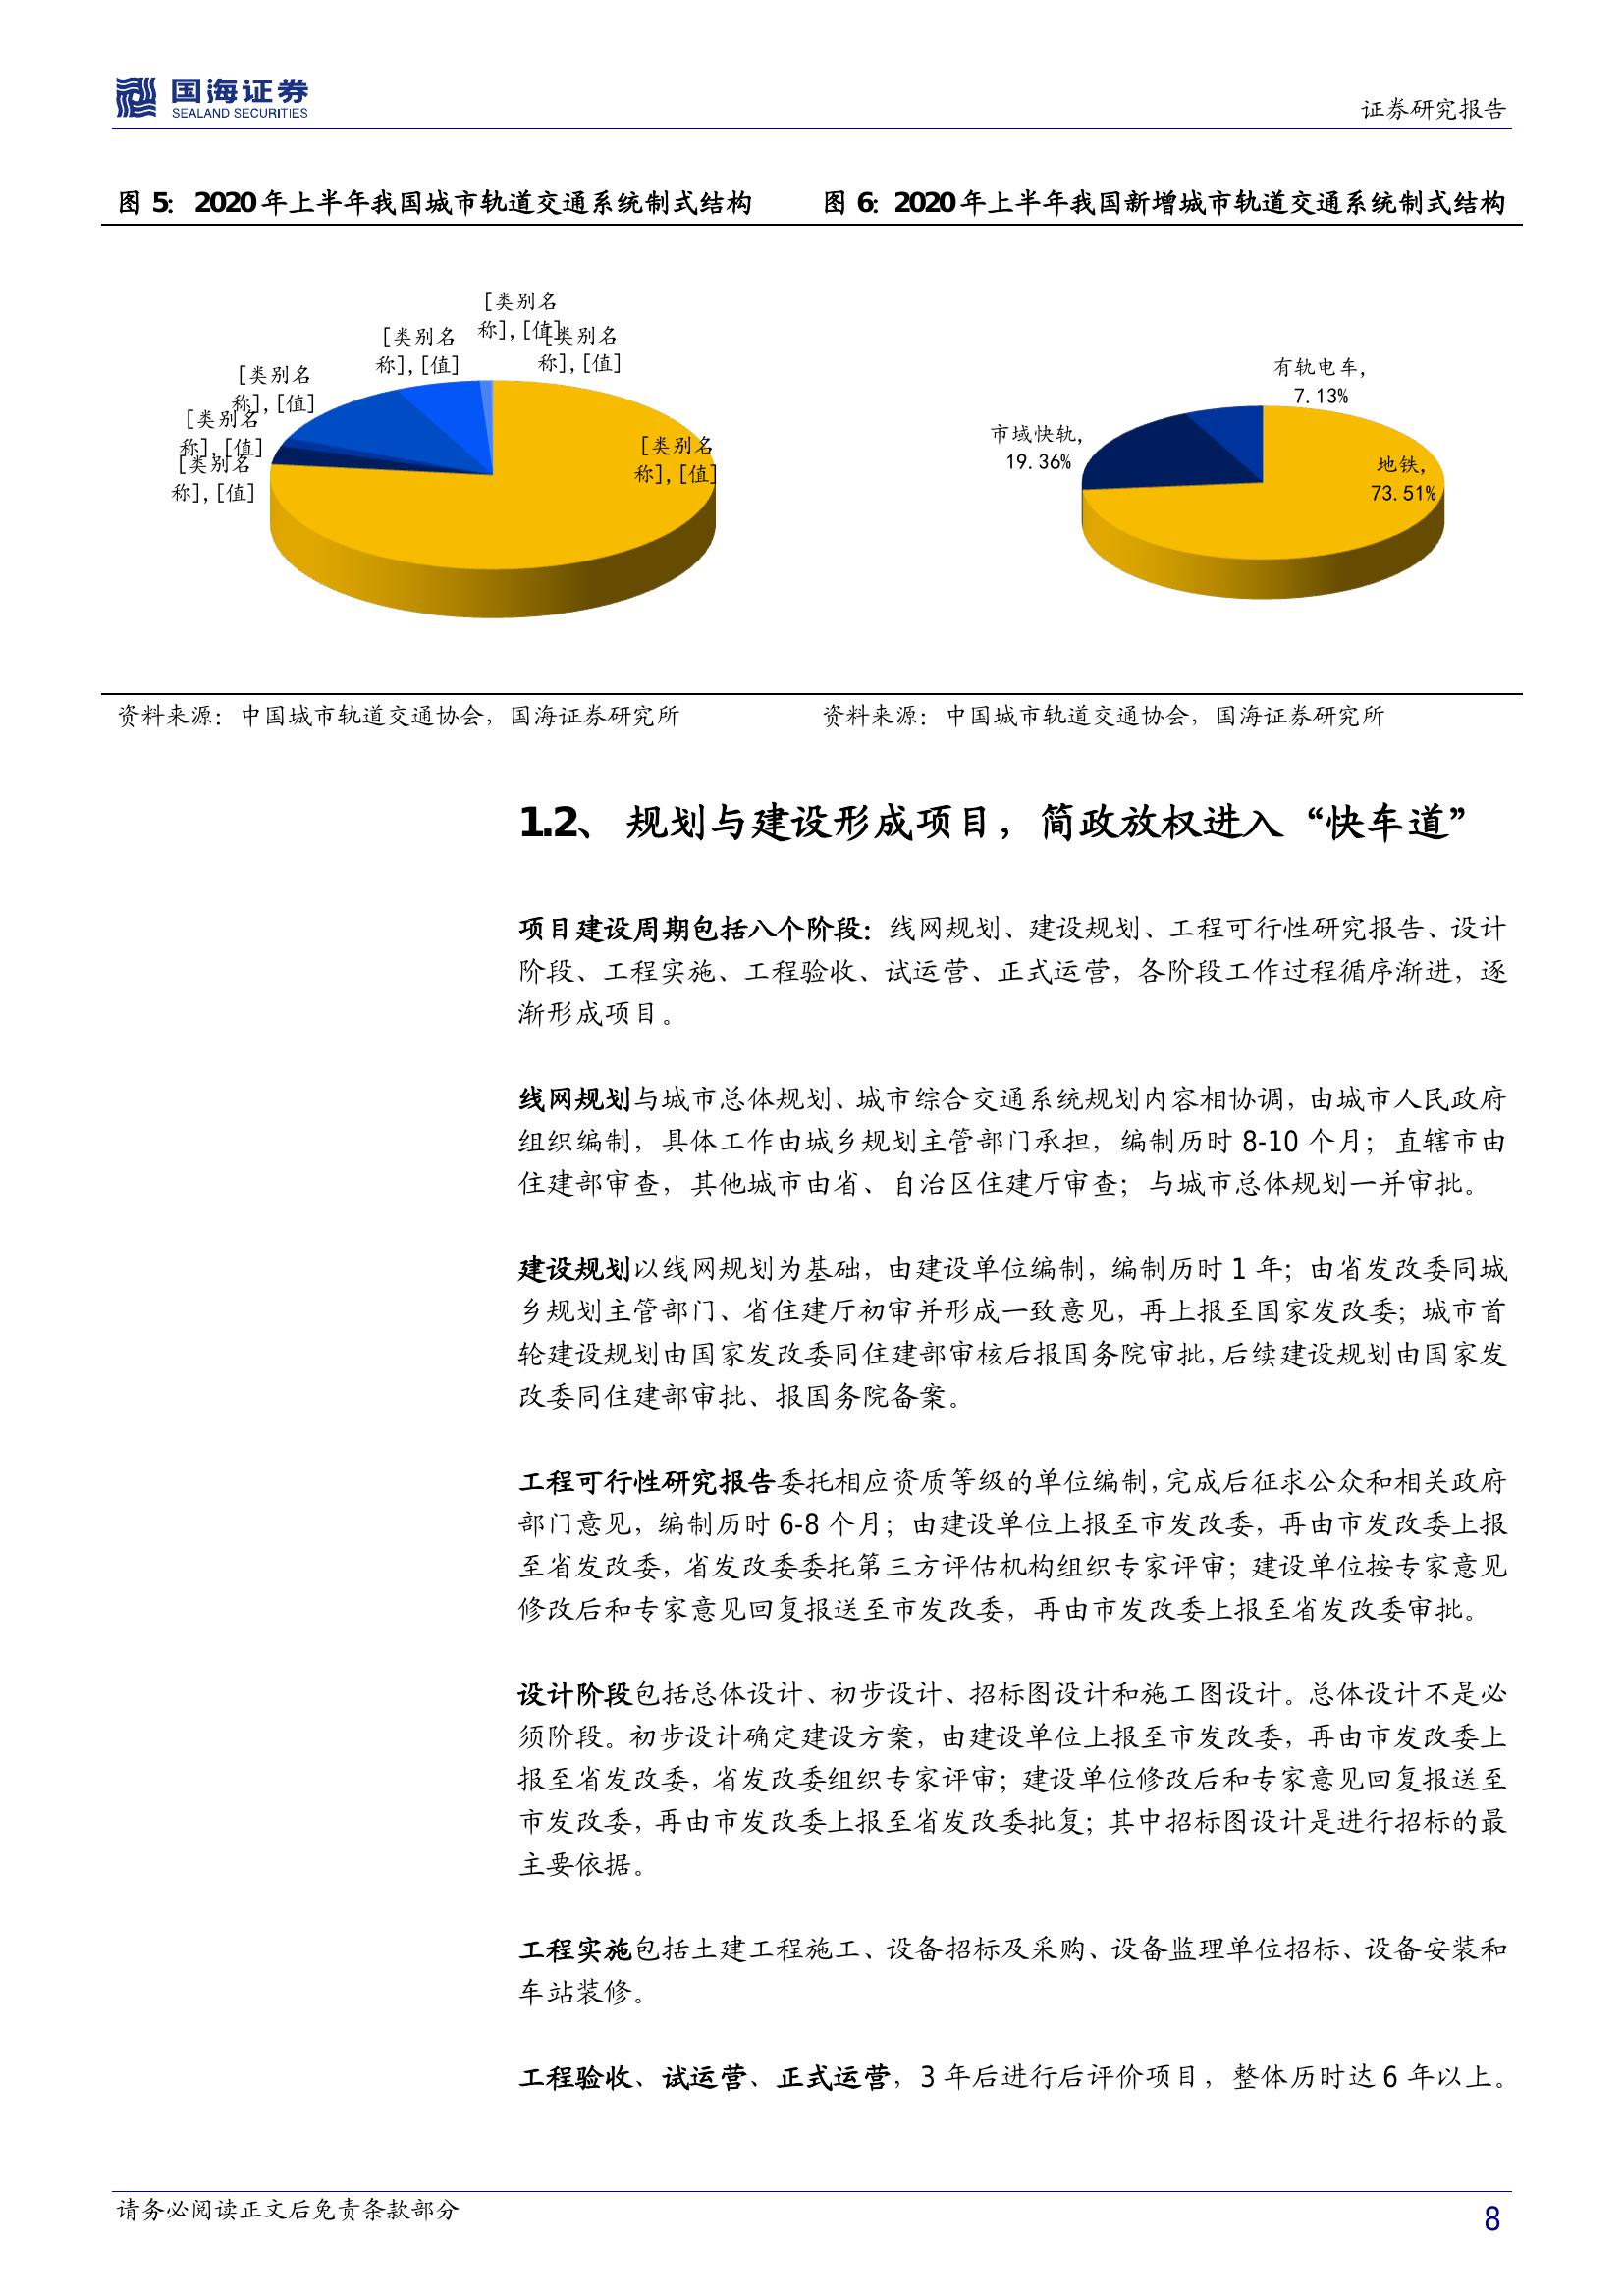 国海证券
SEALAND SECURITIES
证券研究报告
图 5：2020年上半年我国城市轨道交通系统制式结构
[类别名
称],[值]
[类别名
称],[值]
[类别名
称],[值]
[类别名
称],[值]
[类别名
称],[值]
[类别名
称],[值]
[类别名
称],[值]
资料来源：中国城市轨道交通协会，国海证券研究所
图 6：2020年上半年我国新增城市轨道交通系统制式结构
有轨电车,
7.13%
市域快轨,
19.36%
地铁,
73.51%
资料来源：中国城市轨道交通协会，国海证券研究所
1.2、 规划与建设形成项目，简政放权进入“快车道”
项目建设周期包括八个阶段：线网规划、建设规划、工程可行性研究报告、设计
阶段、工程实施、工程验收、试运营、正式运营，各阶段工作过程循序渐进，逐
渐形成项目。
线网规划与城市总体规划、城市综合交通系统规划内容相协调，由城市人民政府
组织编制，具体工作由城乡规划主管部门承担，编制历时 8-10 个月；直辖市由
住建部审查，其他城市由省、自治区住建厅审查；与城市总体规划一并审批。
建设规划以线网规划为基础，由建设单位编制，编制历时 1 年；由省发改委同城
乡规划主管部门、省住建厅初审并形成一致意见，再上报至国家发改委；城市首
轮建设规划由国家发改委同住建部审核后报国务院审批，后续建设规划由国家发
改委同住建部审批、报国务院备案。
工程可行性研究报告委托相应资质等级的单位编制，完成后征求公众和相关政府
部门意见，编制历时 6-8 个月；由建设单位上报至市发改委，再由市发改委上报
至省发改委，省发改委委托第三方评估机构组织专家评审；建设单位按专家意见
修改后和专家意见回复报送至市发改委，再由市发改委上报至省发改委审批。
设计阶段包括总体设计、初步设计、招标图设计和施工图设计。总体设计不是必
须阶段。初步设计确定建设方案，由建设单位上报至市发改委，再由市发改委上
报至省发改委，省发改委组织专家评审；建设单位修改后和专家意见回复报送至
市发改委，再由市发改委上报至省发改委批复；其中招标图设计是进行招标的最
主要依据。
工程实施包括土建工程施工、设备招标及采购、设备监理单位招标、设备安装和
车站装修。
工程验收、试运营、正式运营，3 年后进行后评价项目，整体历时达 6 年以上。
请务必阅读正文后免责条款部分
8